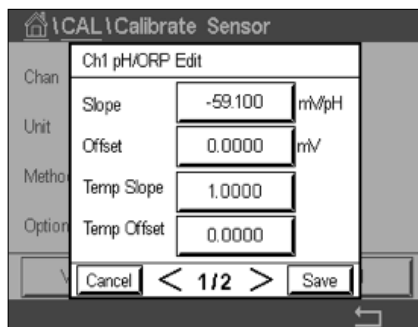 \CAL\Calibrate Sensor
Ch1 pH/ORP Edit
Chan
Slope -59.100 mV/pH
Unit
Offset 0.0000 mV
Metho
Temp Slope 1.0000
Option
Temp Offset 0.0000
Cancel < 1/2 > Save